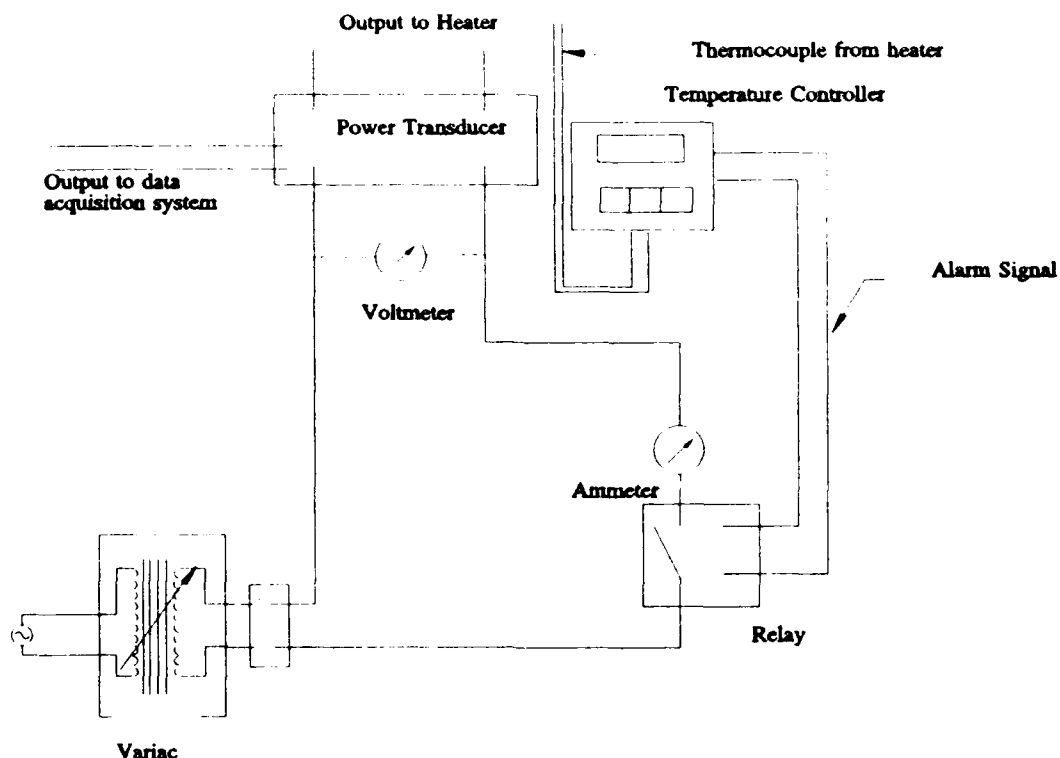 Output to Heater
Thermocouple from heater
Temperature Controller
Power Transducer
Output to data
acquisition system
Alarm Signal
Voltmeter
Ammeter
Relay
Variac